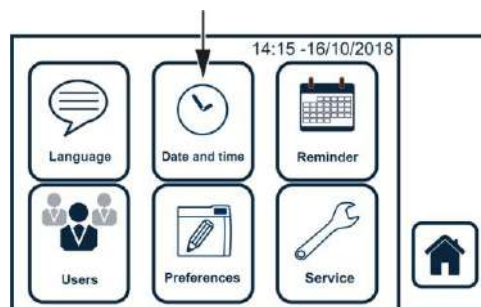 14:15 -16/10/2018
Language
Date and time
Reminder
Users
Preferences
Service